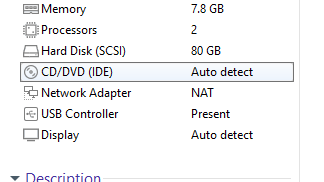 Memory 7.8 GB
Processors 2
Hard Disk (SCSI) 80 GB
CD/DVD (IDE) Auto detect
Network Adapter NAT
USB Controller Present
Display Auto detect
Description